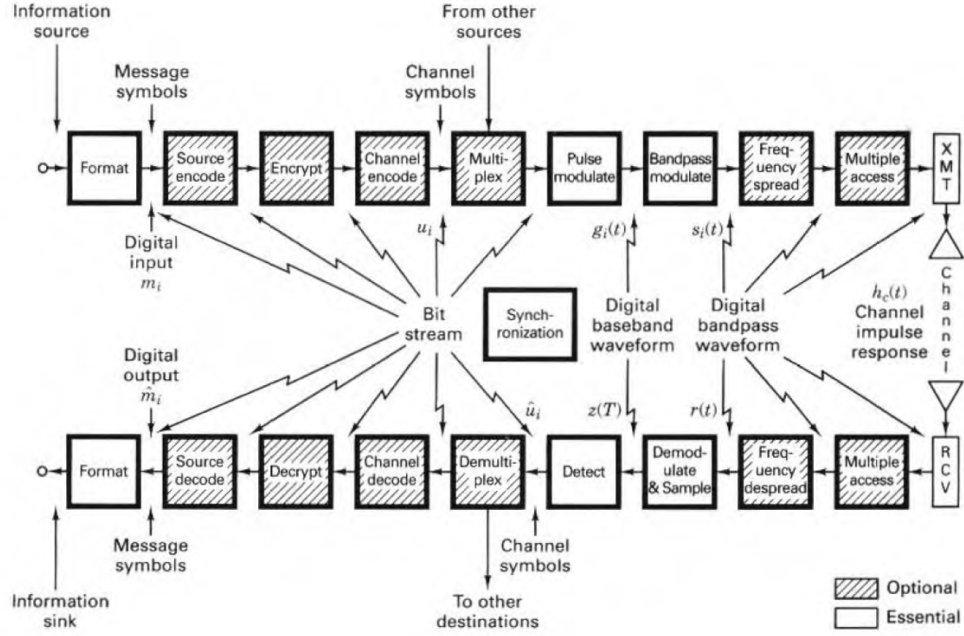 Information
source
From other
sources
Message
symbols
Channel
symbols
Format
Source
encode
Encrypt
Channel
encode
Multi-
plex
Pulse
modulate
Bandpass
modulate
Freq-
uency
spread
Multiple
access
X
M
T
Digital
input
m_i
u_i
g_i(t)
s_i(t)
Bit
stream
Synch-
ronization
Digital
baseband
waveform
Digital
bandpass
waveform
h_c(t)
Channel
impulse
response
C
h
a
n
n
e
l
Digital
output
m̂_i
û_i
z(T)
r(t)
Format
Source
decode
Decrypt
Channel
decode
Demulti-
plex
Detect
Demod-
ulate
& Sample
Freq-
uency
despread
Multiple
access
R
C
V
Message
symbols
Channel
symbols
Information
sink
To other
destinations
Optional
Essential